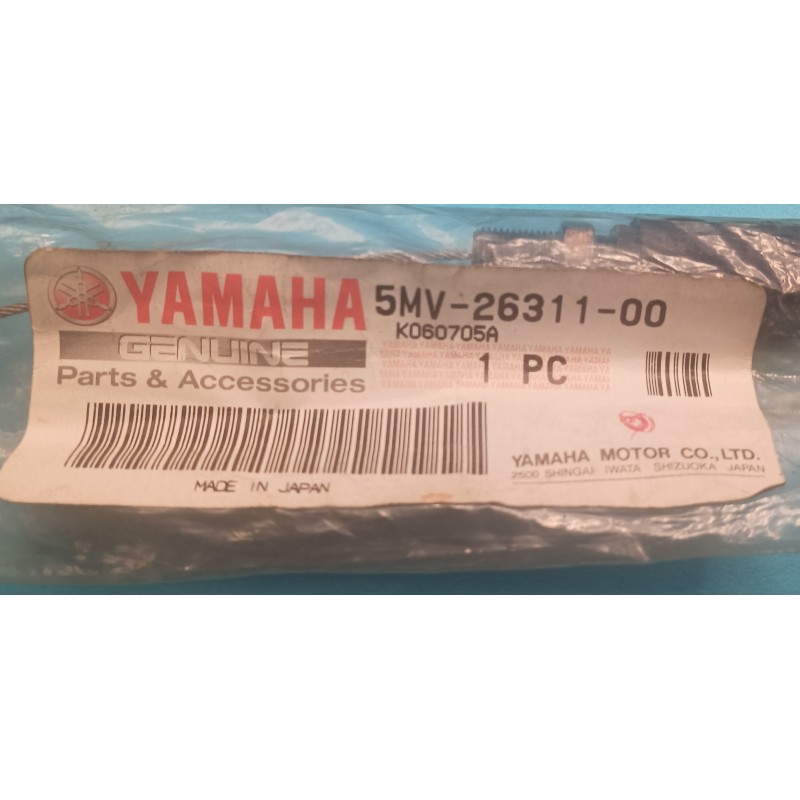 YAMAHA 5MV-26311-00
K060705A
GENUINE
Parts & Accessories
1 PC
YAMAHA MOTOR CO.,LTD.
2500 SHINGAI IWATA SHIZUOKA JAPAN
MADE IN JAPAN